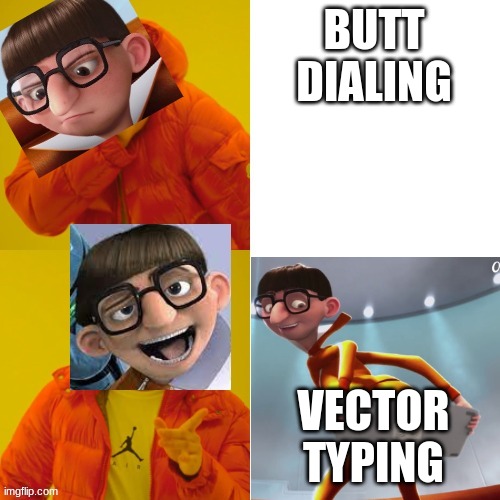 BUTT
DIALING
VECTOR
TYPING
imgflip.com